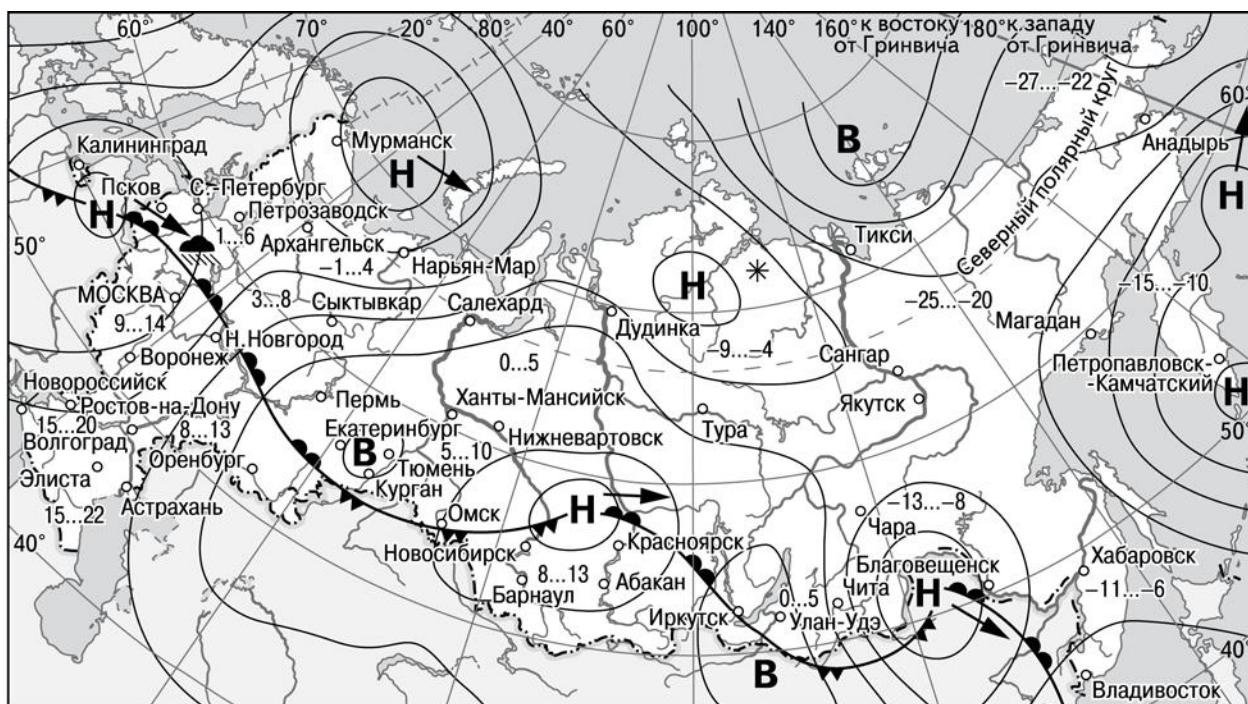 60° 70° 20° 40° 60° 80° 100° 120° 140° 160° к востоку 180° к западу
от Гринвича от Гринвича
−27...−22
60°
Северный полярный круг
Калининград
Мурманск
В
Анадырь
Псков С.-Петербург
Н
Н
Н
Петрозаводск
50°
1...6
Архангельск
Тикси
−1...4
Нарьян-Мар
Н
−15...−10
МОСКВА
3...8
Сыктывкар
Салехард
−25...−20
9...14
Дудинка
Магадан
Н.Новгород
−9...−4
Воронеж
0...5
Сангар
Петропавловск-
-Камчатский
Новороссийск
Пермь
Ханты-Мансийск
Н
Ростов-на-Дону
Якутск
15...20
8...13
Екатеринбург
Тура
50°
Волгоград
В
5...10
Нижневартовск
Оренбург
Тюмень
Элиста
Курган
−13...−8
Астрахань
Омск
Н
Чара
15...22
Красноярск
Хабаровск
40°
Новосибирск
Благовещенск
8...13
Абакан
Н
−11...−6
Барнаул
0...5
Чита
Иркутск
Улан-Удэ
40°
В
Владивосток